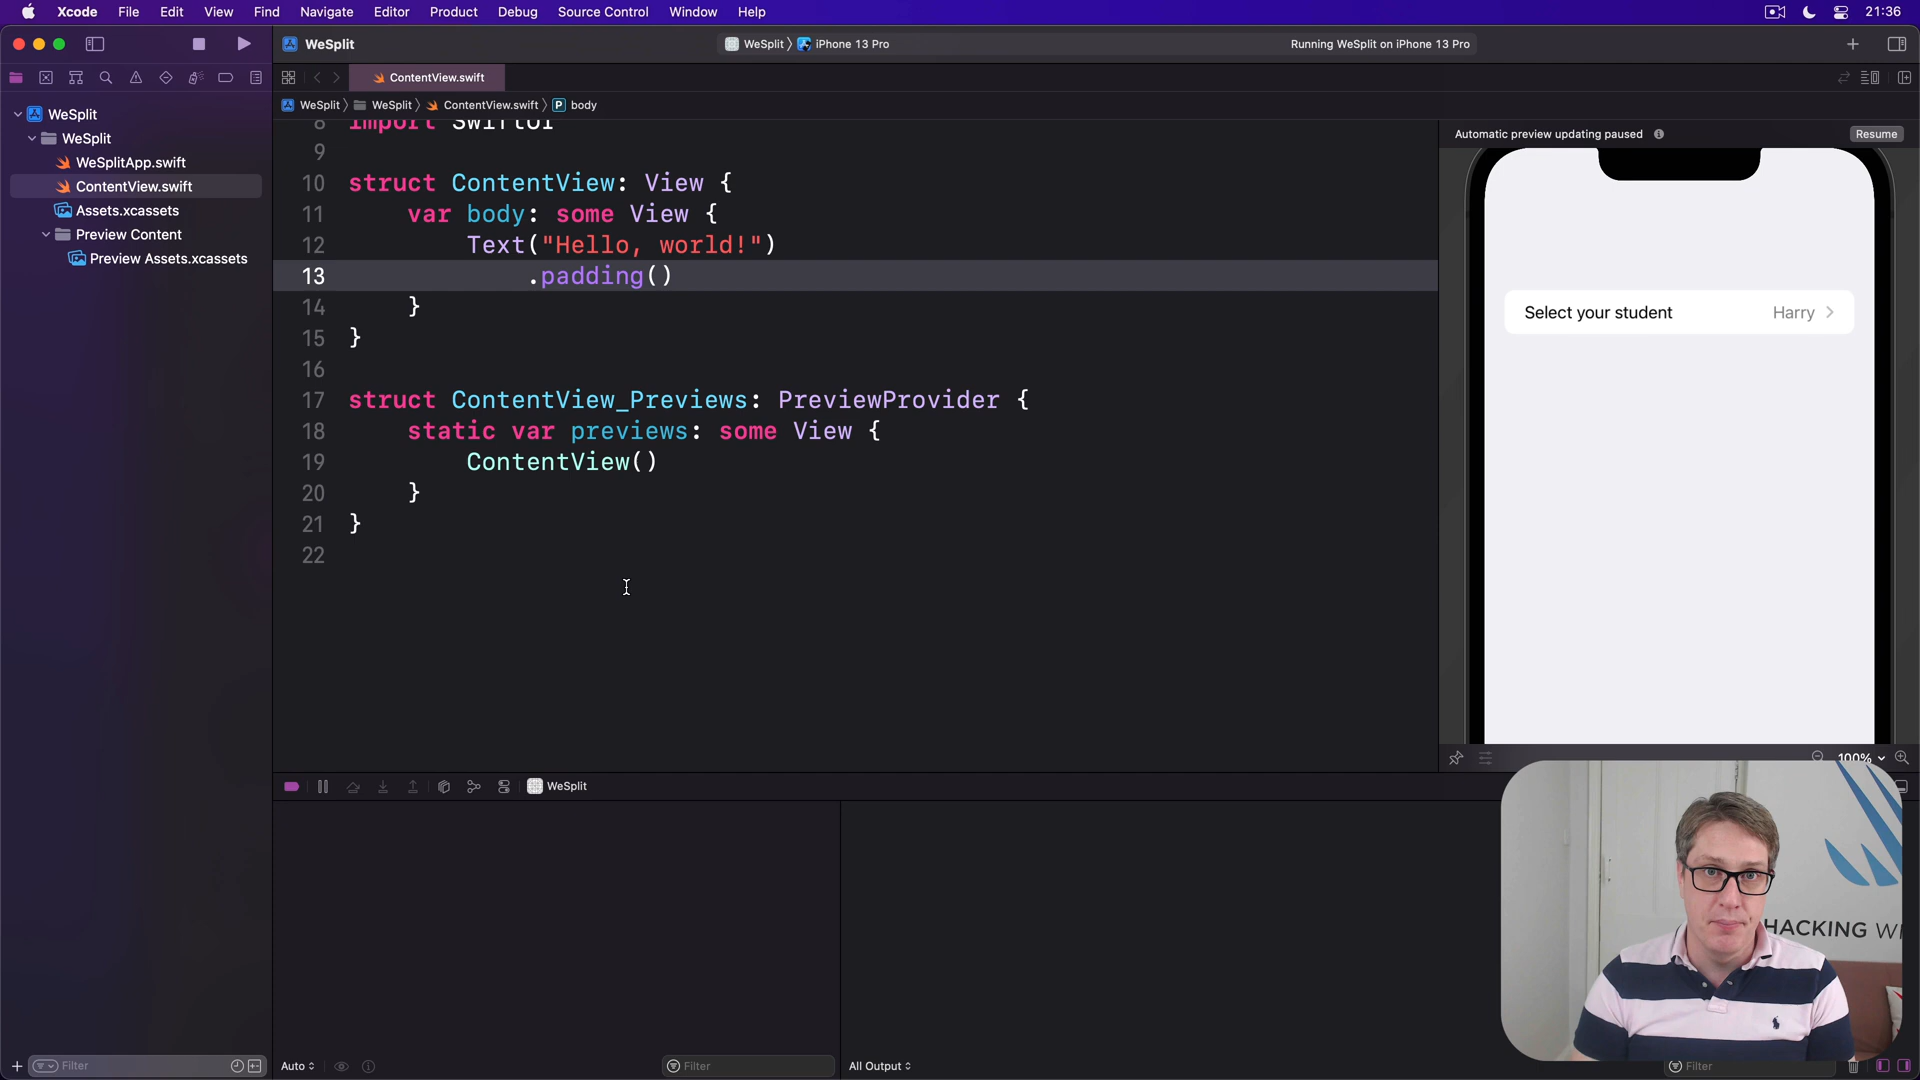 Xcode File Edit View Find Navigate Editor Product Debug Source Control Window Help 21:36
WeSplit WeSplit iPhone 13 Pro Running WeSplit on iPhone 13 Pro
ContentView.swift
WeSplit WeSplit ContentView.swift P body
WeSplit
WeSplit
WeSplitApp.swift
ContentView.swift
Assets.xcassets
Preview Content
Preview Assets.xcassets
8 import SwiftUI
9
10 struct ContentView: View {
11 var body: some View {
12 Text("Hello, world!")
13 .padding()
14 }
15 }
16
17 struct ContentView_Previews: PreviewProvider {
18 static var previews: some View {
19 ContentView()
20 }
21 }
22
Automatic preview updating paused Resume
Select your student Harry
100%
WeSplit
HACKING WI
Filter Auto Filter All Output Filter